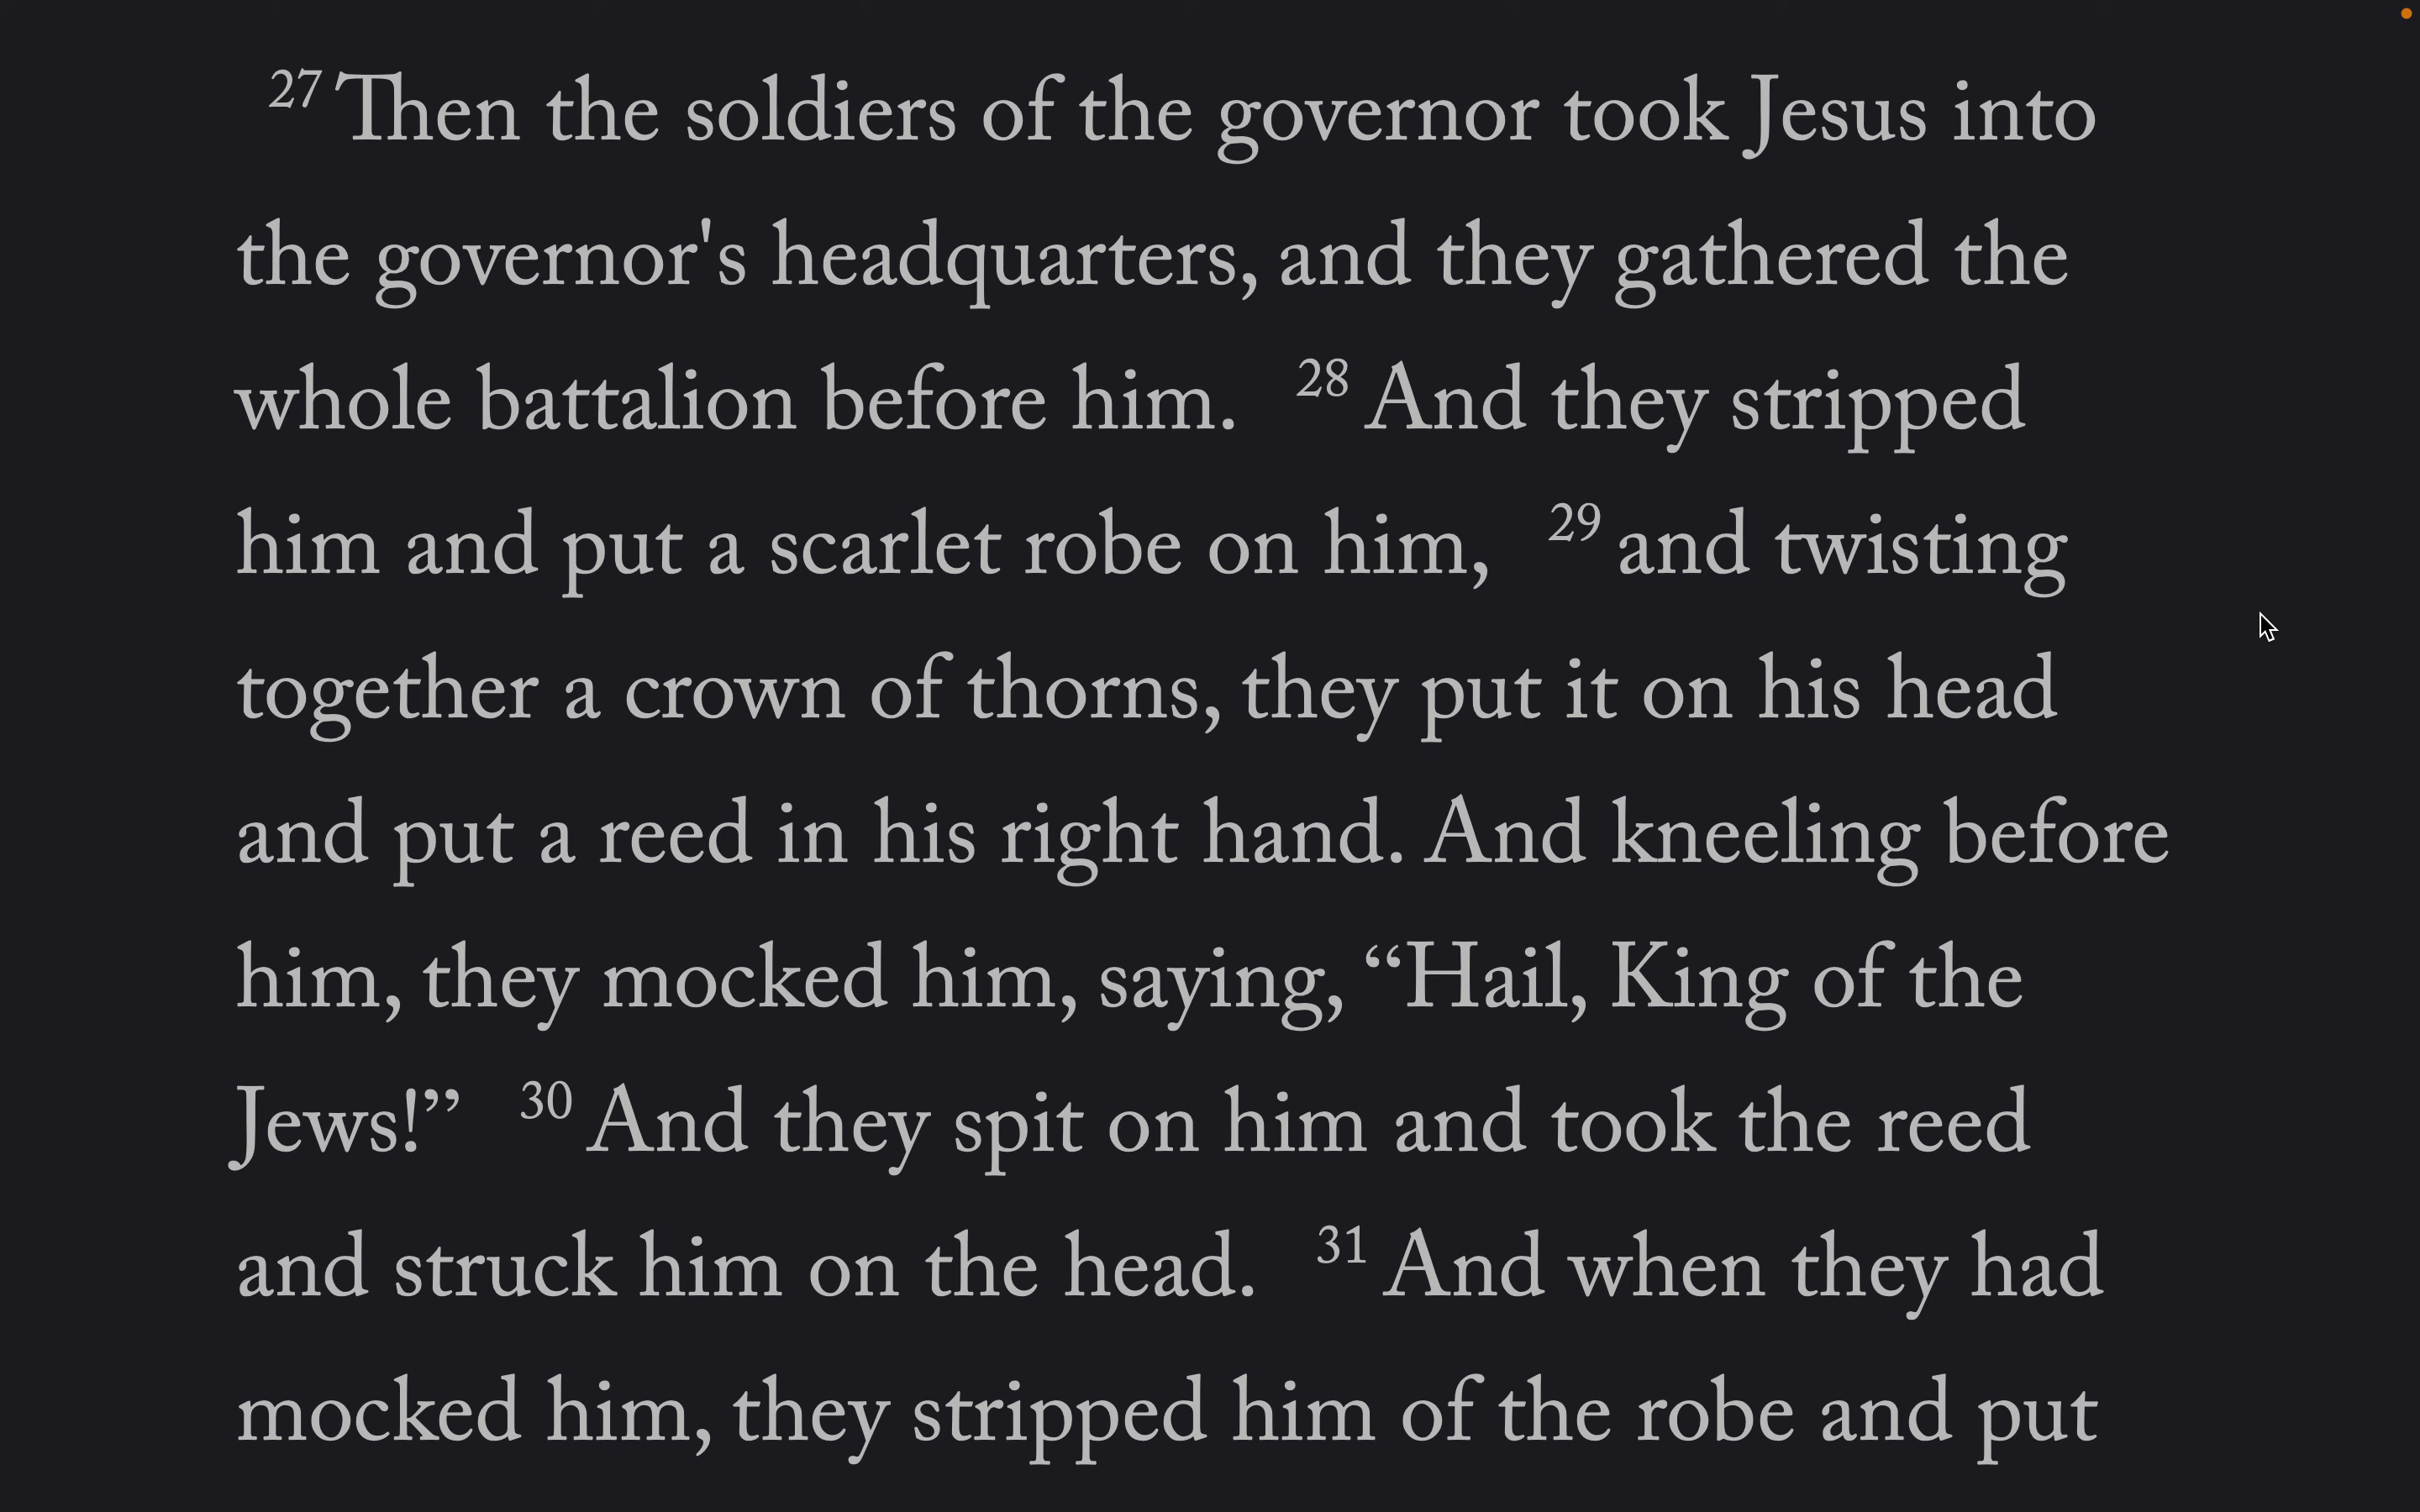 27 Then the soldiers of the governor took Jesus into
the governor's headquarters, and they gathered the
whole battalion before him. 28 And they stripped
him and put a scarlet robe on him, 29 and twisting
together a crown of thorns, they put it on his head
and put a reed in his right hand. And kneeling before
him, they mocked him, saying, “Hail, King of the
Jews!” 30 And they spit on him and took the reed
and struck him on the head. 31 And when they had
mocked him, they stripped him of the robe and put